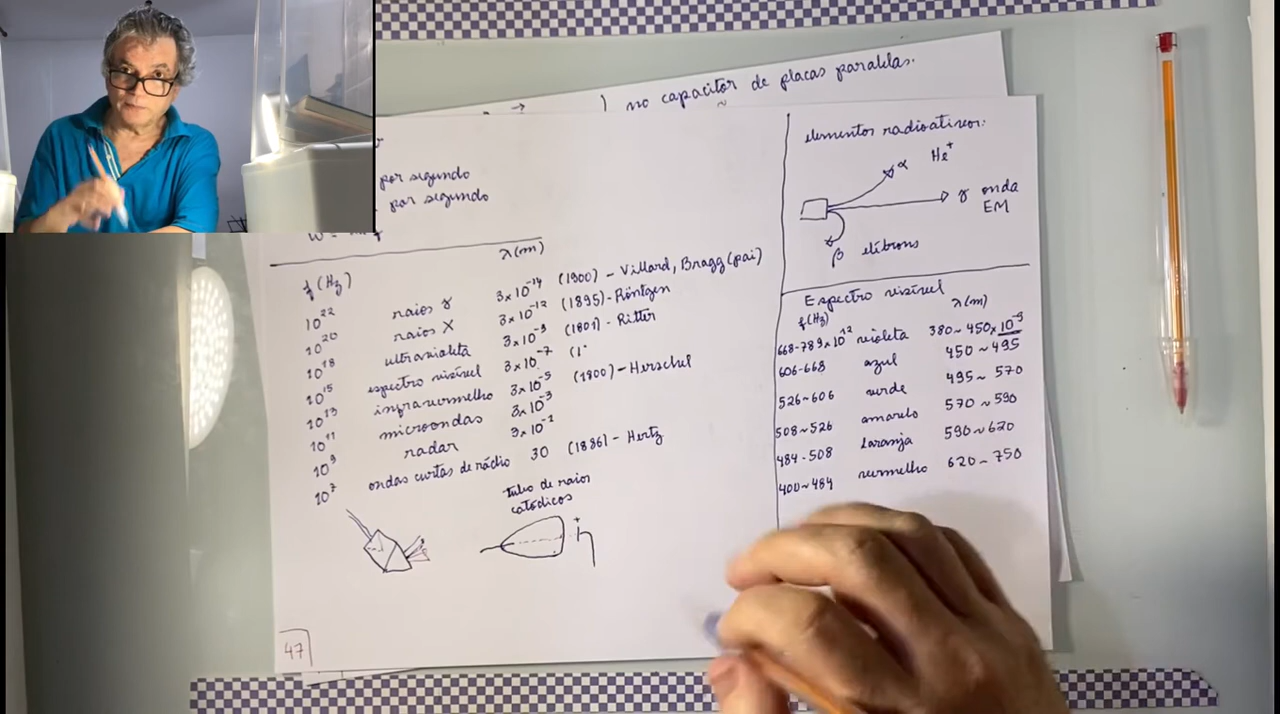 no capacitor de placas paralelas.
por segundo
por segundo
f (Hz) λ(m)
10²² raios γ 3×10⁻¹⁴ (1900) - Villard, Bragg (pai)
10²⁰ raios X 3×10⁻¹² (1895) - Röntgen
10¹⁸ ultravioleta 3×10⁻⁹ (1801) - Ritter
10¹⁵ espectro visível 3×10⁻⁷ (1
10¹³ infravermelho 3×10⁻⁵ (1800) - Herschel
10¹¹ microondas 3×10⁻³
10⁹ radar 3×10⁻¹
10⁷ ondas curtas de rádio 30 (1886) - Hertz
tubo de raios
catódicos
+
47
elementos radioativos:
α He⁺
γ onda
EM
β elétrons
Espectro visível
f(Hz) λ(m)
668-789×10¹² violeta 380~450×10⁻⁹
606-668 azul 450~495
526~606 verde 495~570
508~526 amarelo 570~590
484-508 laranja 590~620
400~484 vermelho 620-750